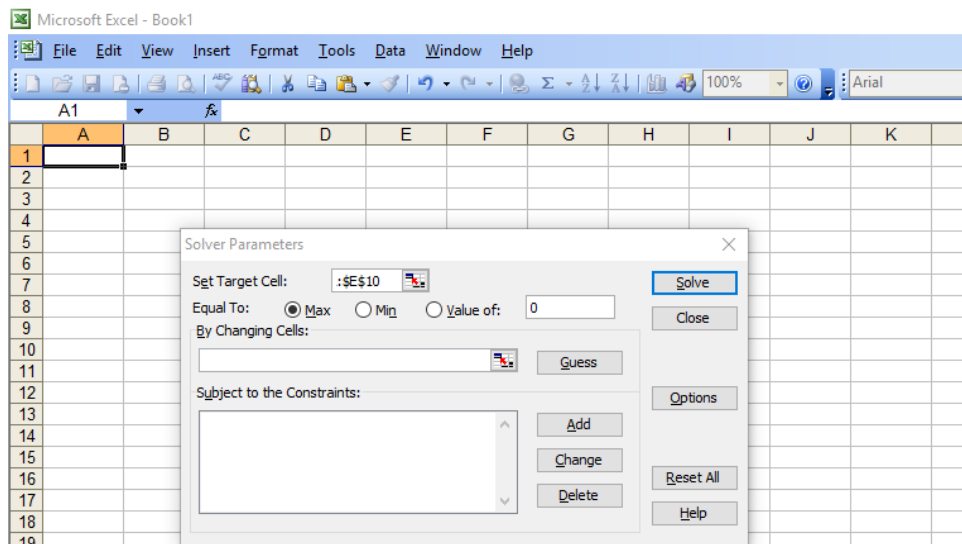 Microsoft Excel - Book1
File Edit View Insert Format Tools Data Window Help
ABC Σ A Z Z A 100% Arial
A1 fx
A B C D E F G H I J K
1
2
3
4
5
Solver Parameters
6
7
Set Target Cell: :$E$10 Solve
8
Equal To: Max Min Value of: 0 Close
9
By Changing Cells:
10
Guess
11
12
Subject to the Constraints: Options
13
Add
14
15
Change
16
Reset All
17
Delete
18
Help
19